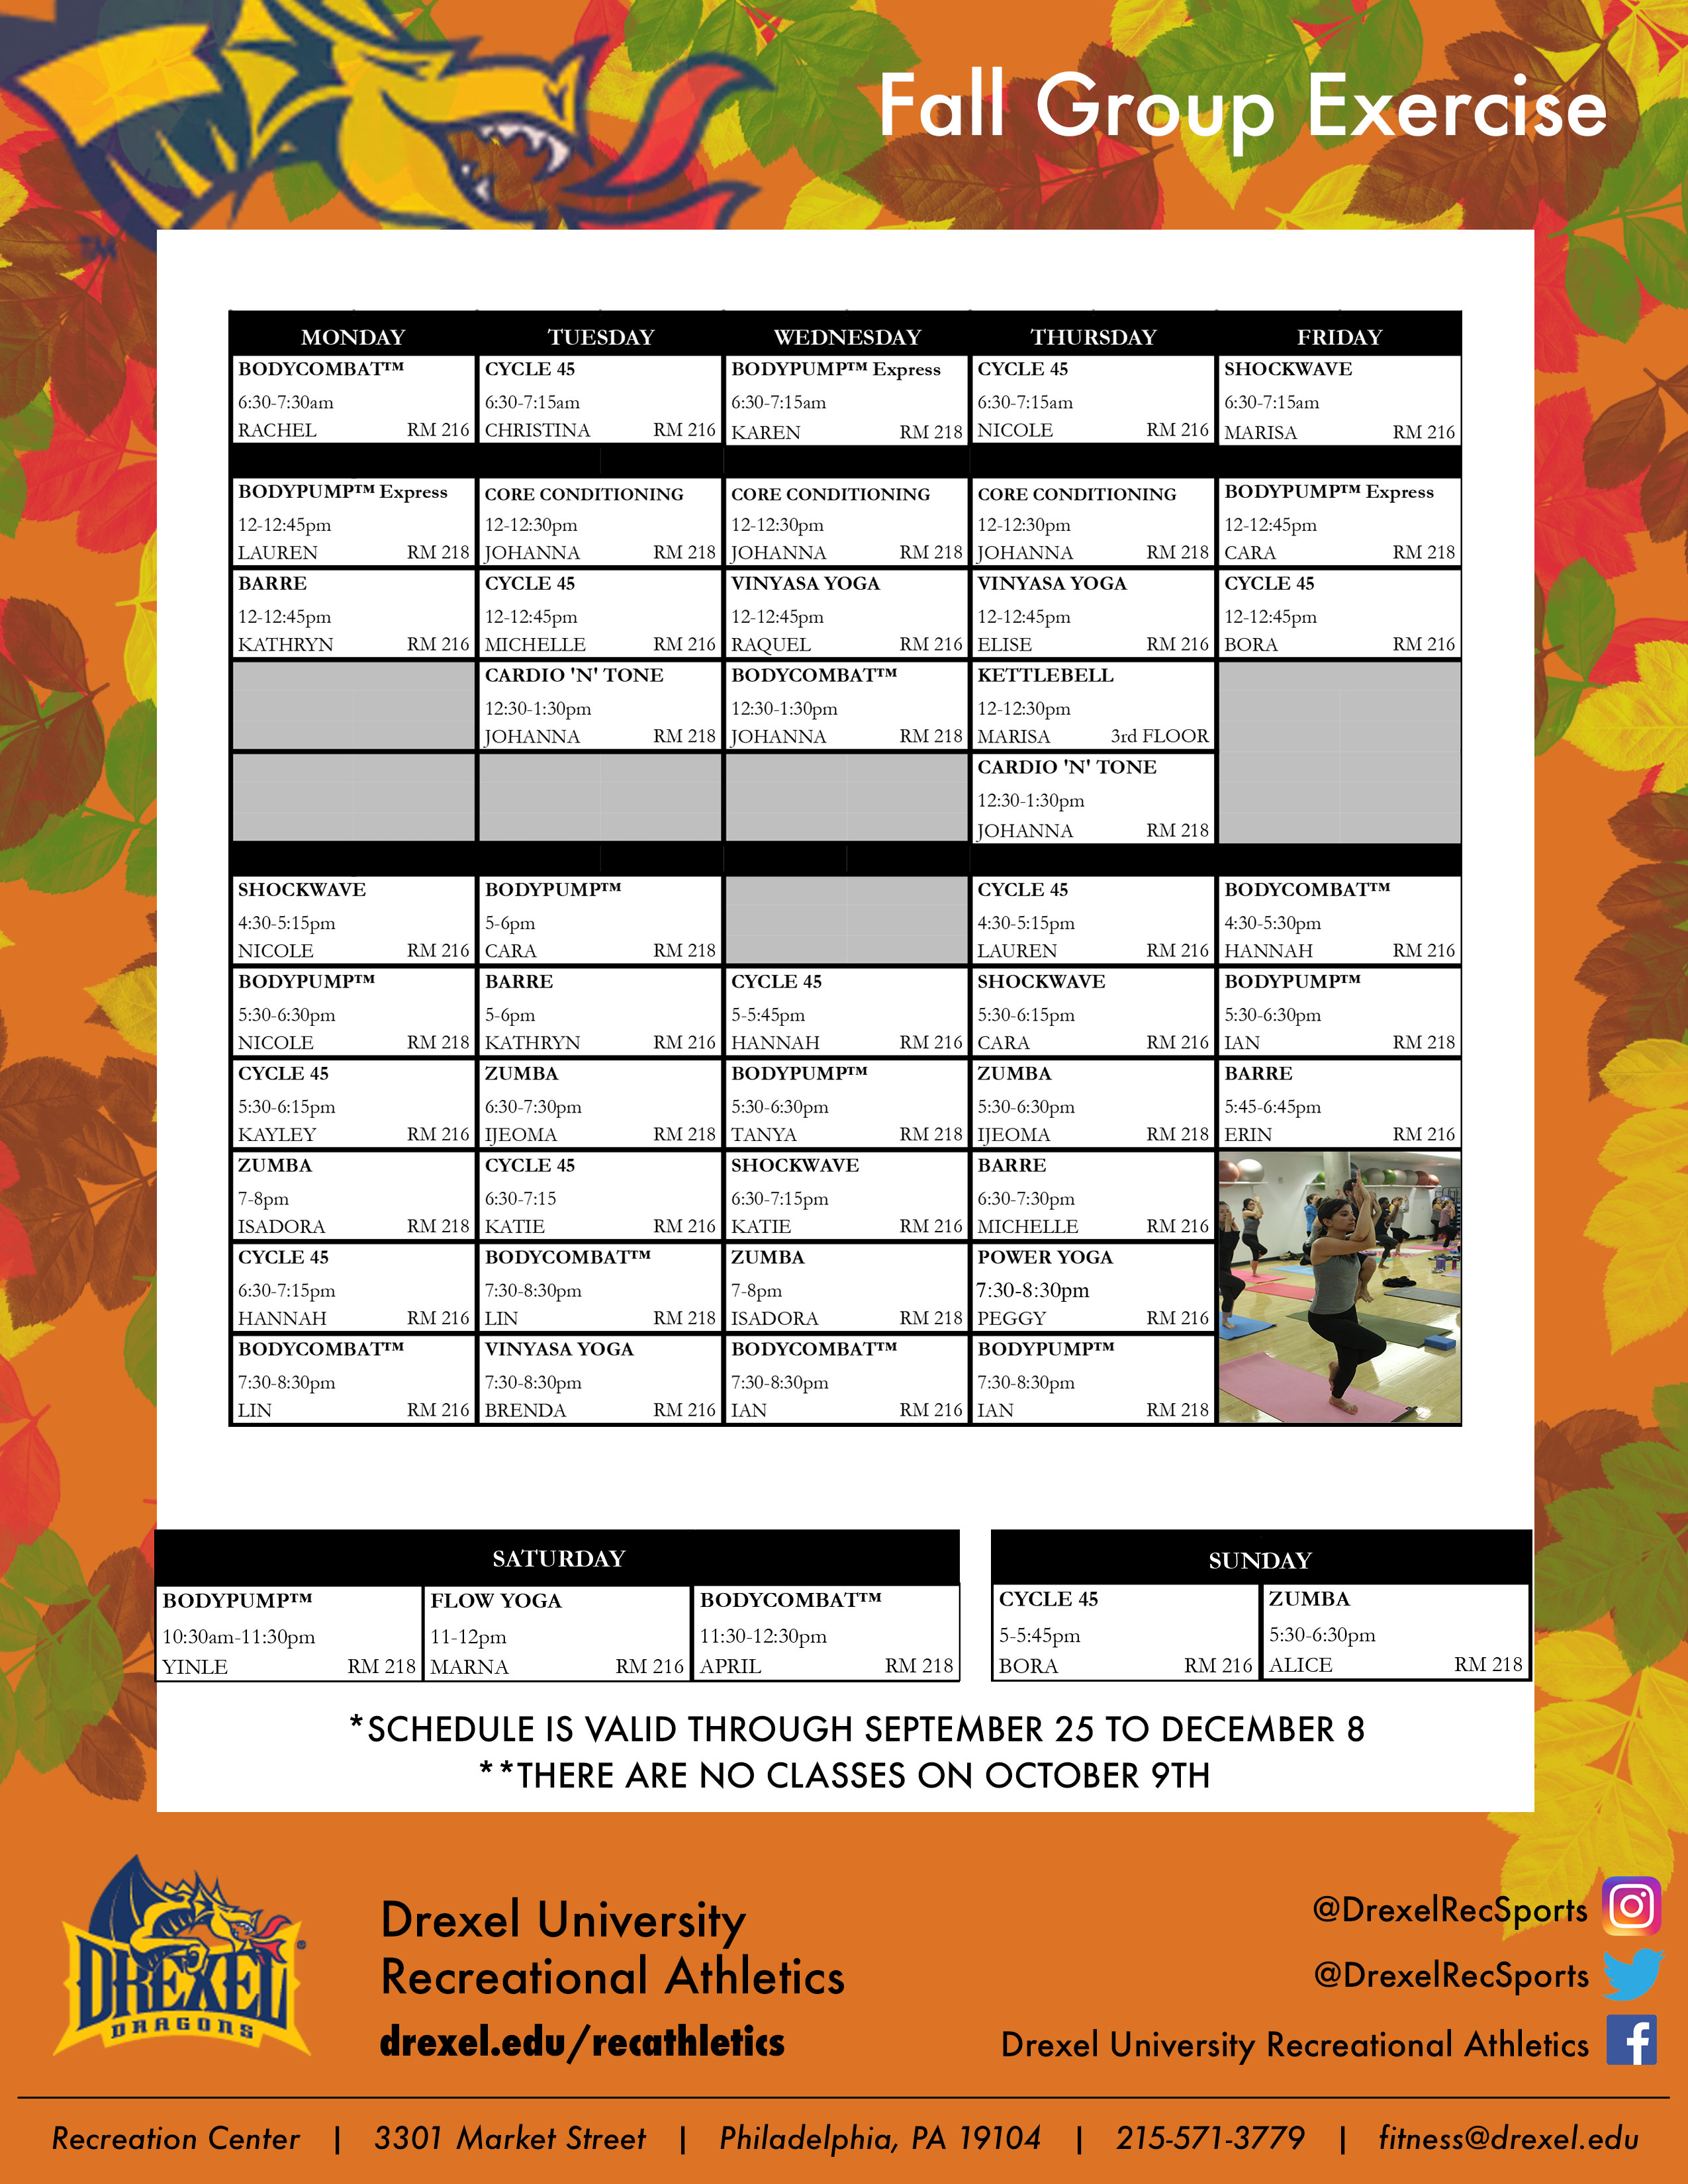 Fall Group Exercise
TM
MONDAY TUESDAY WEDNESDAY THURSDAY FRIDAY
BODYCOMBAT™ CYCLE 45 BODYPUMP™ Express CYCLE 45 SHOCKWAVE
6:30-7:30am 6:30-7:15am 6:30-7:15am 6:30-7:15am 6:30-7:15am
RACHEL RM 216 CHRISTINA RM 216 KAREN RM 218 NICOLE RM 216 MARISA RM 216
BODYPUMP™ Express CORE CONDITIONING CORE CONDITIONING CORE CONDITIONING BODYPUMP™ Express
12-12:45pm 12-12:30pm 12-12:30pm 12-12:30pm 12-12:45pm
LAUREN RM 218 JOHANNA RM 218 JOHANNA RM 218 JOHANNA RM 218 CARA RM 218
BARRE CYCLE 45 VINYASA YOGA VINYASA YOGA CYCLE 45
12-12:45pm 12-12:45pm 12-12:45pm 12-12:45pm 12-12:45pm
KATHRYN RM 216 MICHELLE RM 216 RAQUEL RM 216 ELISE RM 216 BORA RM 216
CARDIO 'N' TONE BODYCOMBAT™ KETTLEBELL
12:30-1:30pm 12:30-1:30pm 12-12:30pm
JOHANNA RM 218 JOHANNA RM 218 MARISA 3rd FLOOR
CARDIO 'N' TONE
12:30-1:30pm
JOHANNA RM 218
SHOCKWAVE BODYPUMP™ CYCLE 45 BODYCOMBAT™
4:30-5:15pm 5-6pm 4:30-5:15pm 4:30-5:30pm
NICOLE RM 216 CARA RM 218 LAUREN RM 216 HANNAH RM 216
BODYPUMP™ BARRE CYCLE 45 SHOCKWAVE BODYPUMP™
5:30-6:30pm 5-6pm 5-5:45pm 5:30-6:15pm 5:30-6:30pm
NICOLE RM 218 KATHRYN RM 216 HANNAH RM 216 CARA RM 216 IAN RM 218
CYCLE 45 ZUMBA BODYPUMP™ ZUMBA BARRE
5:30-6:15pm 6:30-7:30pm 5:30-6:30pm 5:30-6:30pm 5:45-6:45pm
KAYLEY RM 216 IJEOMA RM 218 TANYA RM 218 IJEOMA RM 218 ERIN RM 216
ZUMBA CYCLE 45 SHOCKWAVE BARRE
7-8pm 6:30-7:15 6:30-7:15pm 6:30-7:30pm
ISADORA RM 218 KATIE RM 216 KATIE RM 216 MICHELLE RM 216
CYCLE 45 BODYCOMBAT™ ZUMBA POWER YOGA
6:30-7:15pm 7:30-8:30pm 7-8pm 7:30-8:30pm
HANNAH RM 216 LIN RM 218 ISADORA RM 218 PEGGY RM 216
BODYCOMBAT™ VINYASA YOGA BODYCOMBAT™ BODYPUMP™
7:30-8:30pm 7:30-8:30pm 7:30-8:30pm 7:30-8:30pm
LIN RM 216 BRENDA RM 216 IAN RM 216 IAN RM 218
SATURDAY SUNDAY
BODYPUMP™ FLOW YOGA BODYCOMBAT™ CYCLE 45 ZUMBA
10:30am-11:30pm 11-12pm 11:30-12:30pm 5-5:45pm 5:30-6:30pm
YINLE RM 218 MARNA RM 216 APRIL RM 218 BORA RM 216 ALICE RM 218
*SCHEDULE IS VALID THROUGH SEPTEMBER 25 TO DECEMBER 8
**THERE ARE NO CLASSES ON OCTOBER 9TH
DREXEL
DRAGONS ®
Drexel University
Recreational Athletics
drexel.edu/recathletics
@DrexelRecSports
@DrexelRecSports
Drexel University Recreational Athletics
Recreation Center | 3301 Market Street | Philadelphia, PA 19104 | 215-571-3779 | fitness@drexel.edu